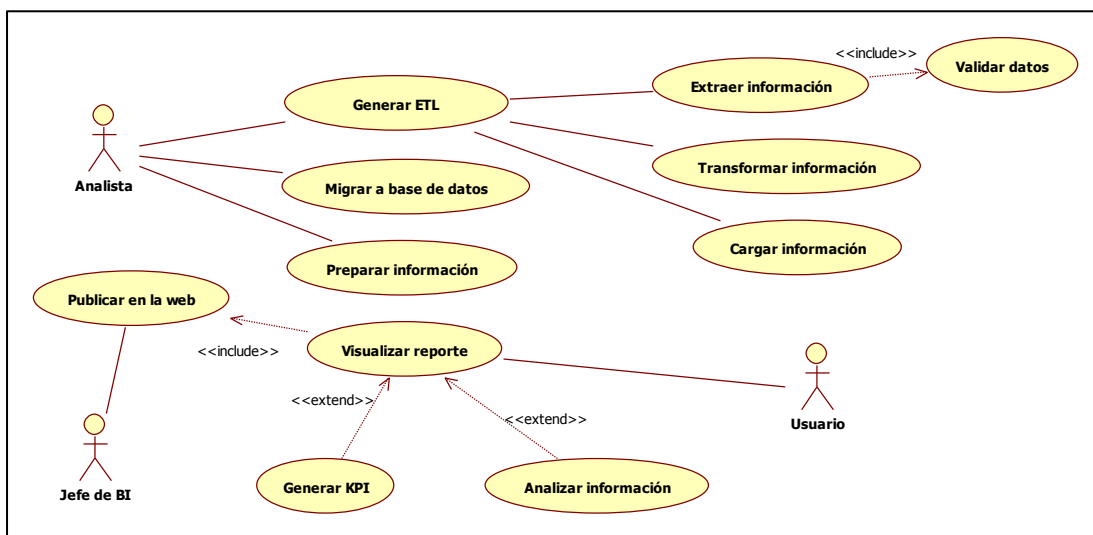 <<include>>
Validar datos
Extraer información
Generar ETL
Analista
Transformar información
Migrar a base de datos
Cargar información
Preparar información
Publicar en la web
<<include>>
Visualizar reporte
<<extend>>
<<extend>>
Usuario
Jefe de BI
Generar KPI
Analizar información